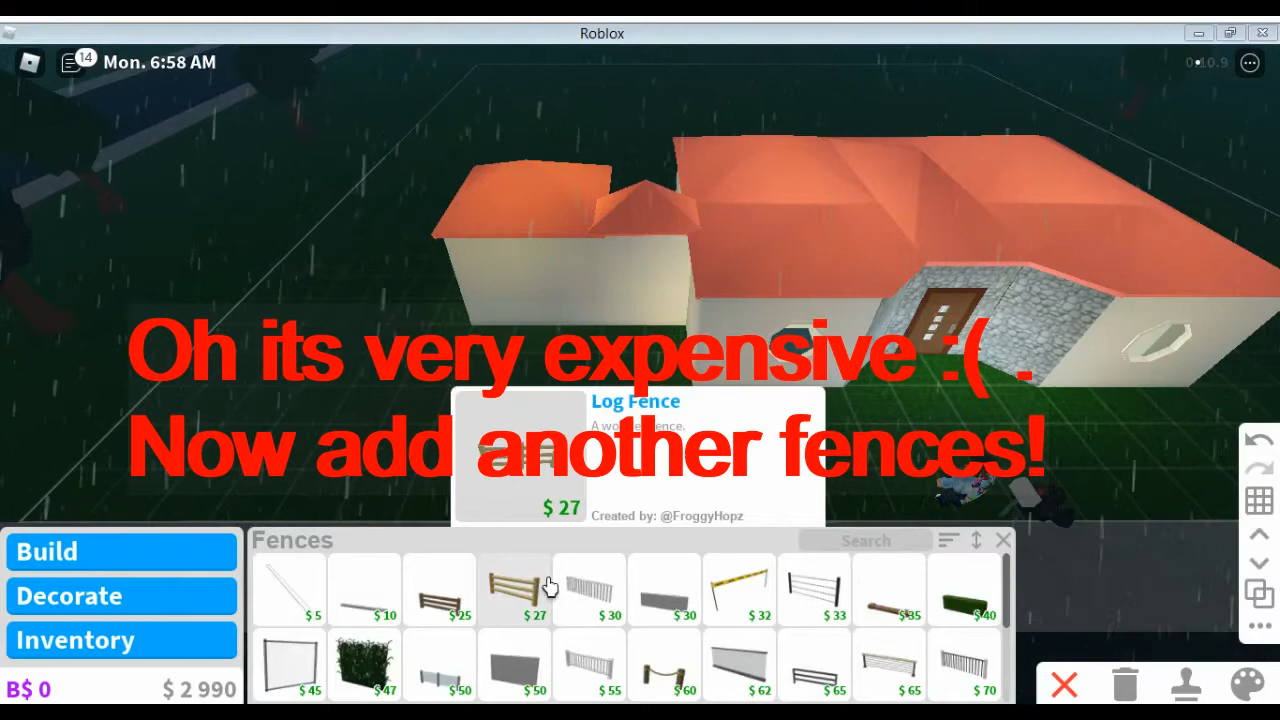 Roblox
14
Mon. 6:58 AM
Oh its very expensive :( .
Now add another fences!
Log Fence
$ 27
Created by: @FroggyHopz
Build
Decorate
Inventory
B$ 0
$ 2 990
Fences
Search
$ 5
$ 10
$ 25
$ 27
$ 30
$ 30
$ 32
$ 33
$ 35
$ 40
$ 45
$ 47
$ 50
$ 50
$ 55
$ 60
$ 62
$ 65
$ 65
$ 70